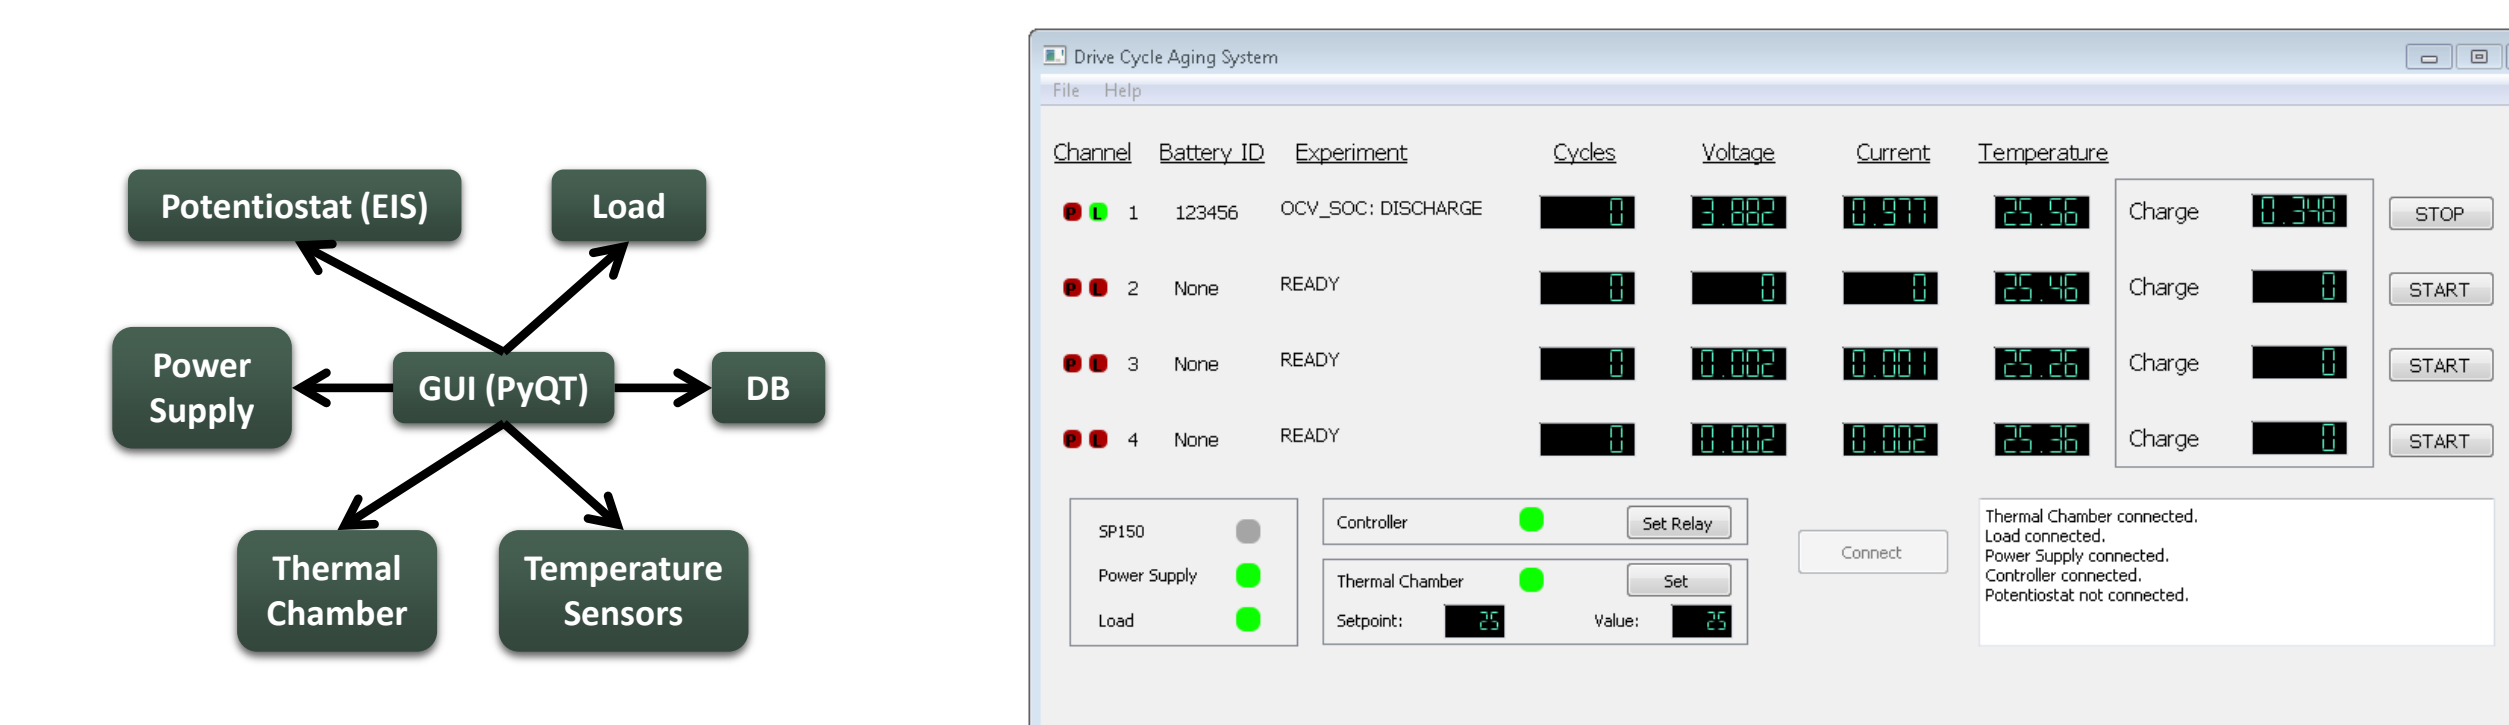 Potentiostat (EIS)
Load
Power
Supply
GUI (PyQT)
DB
Thermal
Chamber
Temperature
Sensors
Drive Cycle Aging System
File Help
Channel Battery ID Experiment Cycles Voltage Current Temperature
P L 1 123456 OCV_SOC: DISCHARGE 0 3.882 0.977 25.56 Charge 0.348 STOP
P L 2 None READY 0 0 0 25.46 Charge 0 START
P L 3 None READY 0 0.002 0.001 25.26 Charge 0 START
P L 4 None READY 0 0.002 0.002 25.36 Charge 0 START
SP150
Power Supply
Load
Controller Set Relay
Thermal Chamber Set
Setpoint: 25 Value: 25
Connect
Thermal Chamber connected.
Load connected.
Power Supply connected.
Controller connected.
Potentiostat not connected.